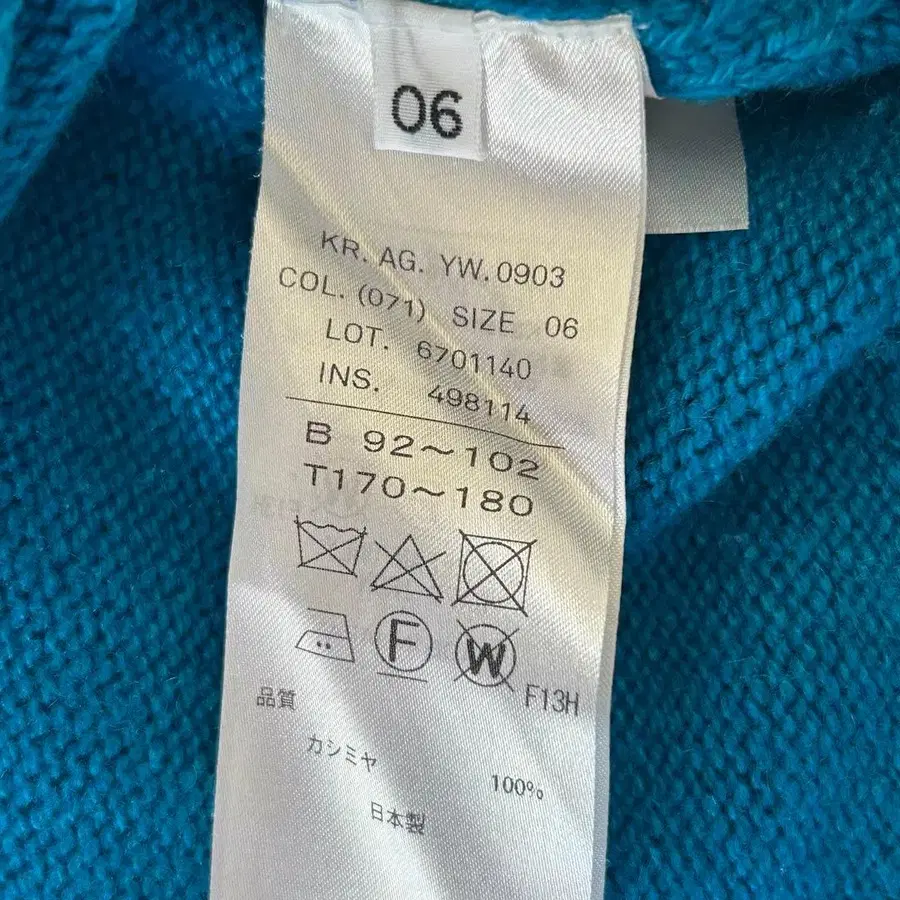 06
KR. AG. YW. 0903
COL. (071) SIZE 06
LOT. 6701140
INS. 498114
B 92～102
T170～180
F W
F13H
品質
カシミヤ 100%
日本製